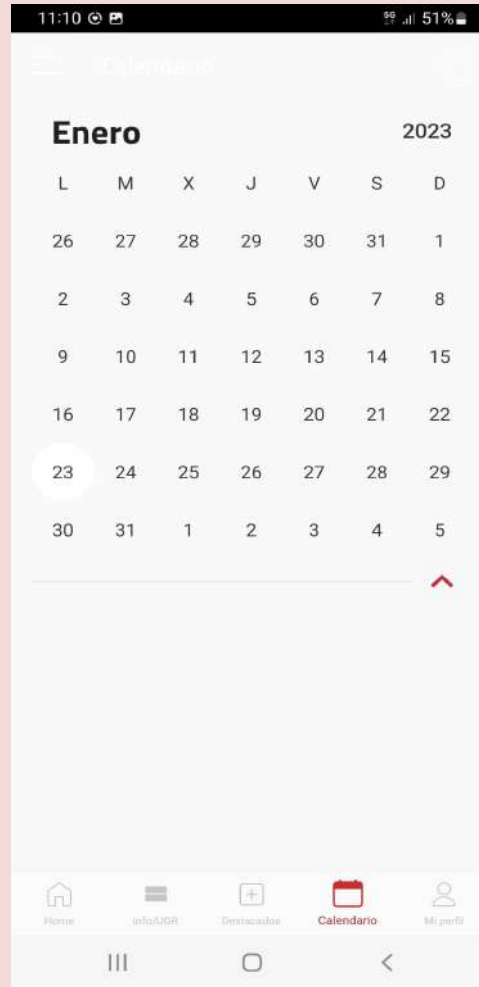 11:10 5G 51%
Calendario
Enero 2023
L M X J V S D
26 27 28 29 30 31 1
2 3 4 5 6 7 8
9 10 11 12 13 14 15
16 17 18 19 20 21 22
23 24 25 26 27 28 29
30 31 1 2 3 4 5
Home infoUGR Destacados Calendario Mi perfil